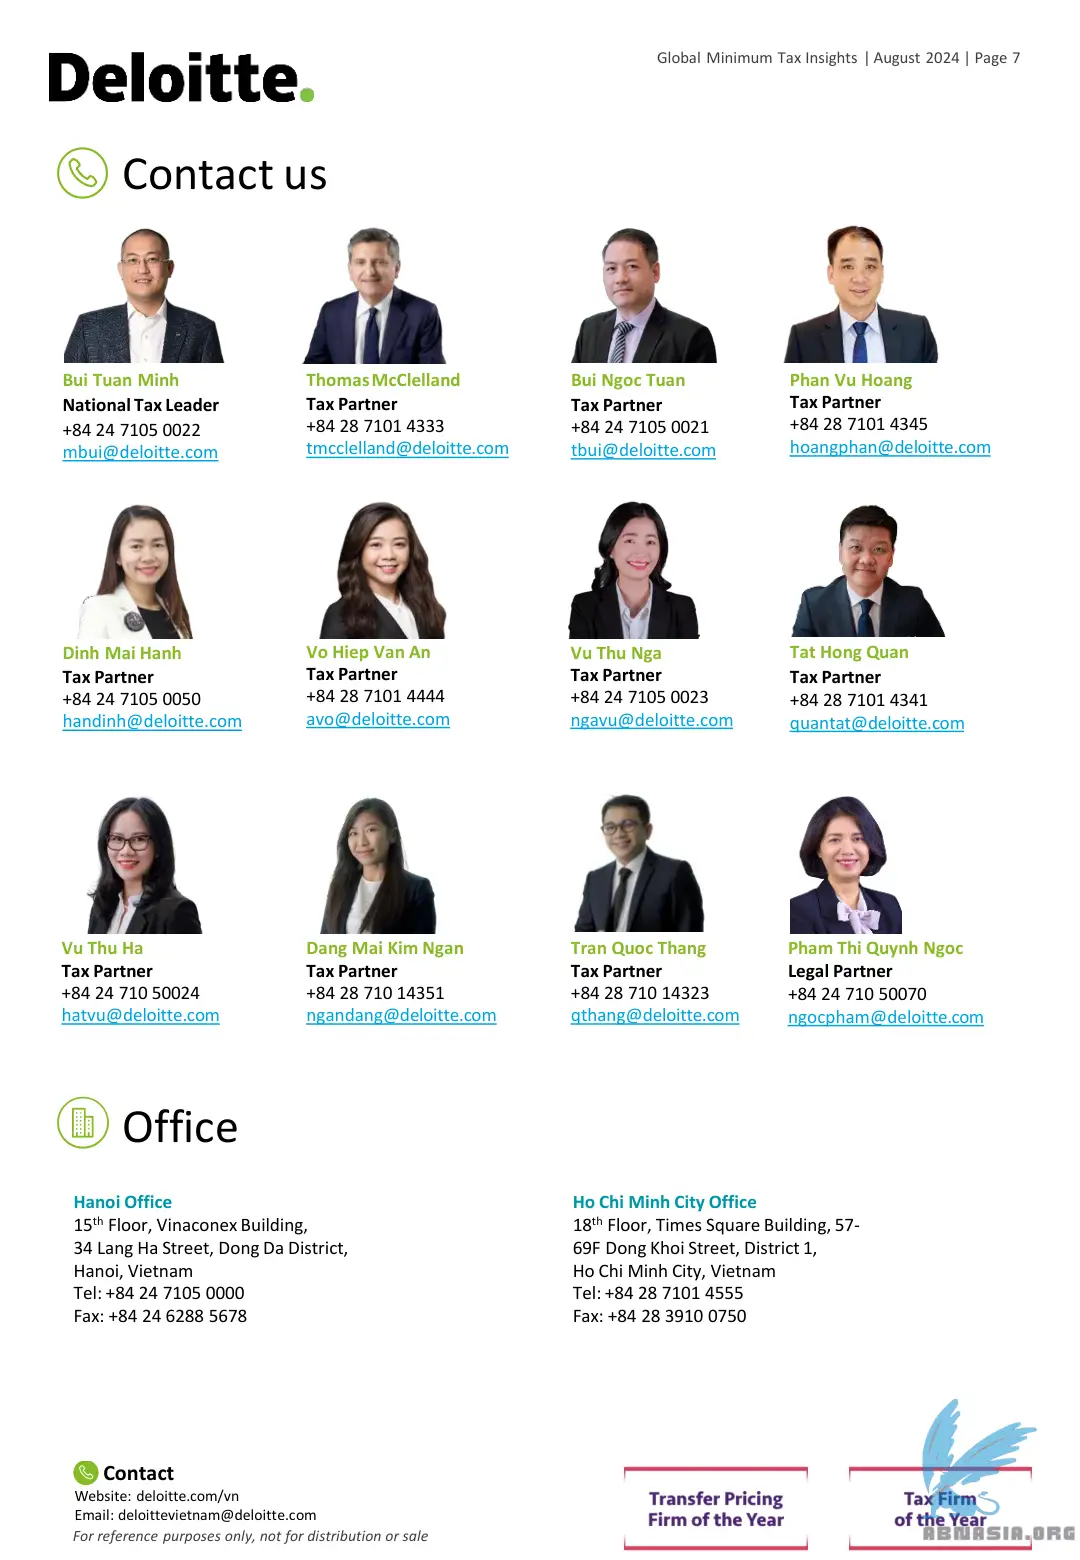 Deloitte.
Global Minimum Tax Insights | August 2024 | Page 7
Contact us
Bui Tuan Minh
National Tax Leader
+84 24 7105 0022
mbui@deloitte.com
Thomas McClelland
Tax Partner
+84 28 7101 4333
tmcclelland@deloitte.com
Bui Ngoc Tuan
Tax Partner
+84 24 7105 0021
tbui@deloitte.com
Phan Vu Hoang
Tax Partner
+84 28 7101 4345
hoangphan@deloitte.com
Dinh Mai Hanh
Tax Partner
+84 24 7105 0050
handinh@deloitte.com
Vo Hiep Van An
Tax Partner
+84 28 7101 4444
avo@deloitte.com
Vu Thu Nga
Tax Partner
+84 24 7105 0023
ngavu@deloitte.com
Tat Hong Quan
Tax Partner
+84 28 7101 4341
quantat@deloitte.com
Vu Thu Ha
Tax Partner
+84 24 710 50024
hatvu@deloitte.com
Dang Mai Kim Ngan
Tax Partner
+84 28 710 14351
ngandang@deloitte.com
Tran Quoc Thang
Tax Partner
+84 28 710 14323
qthang@deloitte.com
Pham Thi Quynh Ngoc
Legal Partner
+84 24 710 50070
ngocpham@deloitte.com
Office
Hanoi Office
15th Floor, Vinaconex Building,
34 Lang Ha Street, Dong Da District,
Hanoi, Vietnam
Tel: +84 24 7105 0000
Fax: +84 24 6288 5678
Ho Chi Minh City Office
18th Floor, Times Square Building, 57-
69F Dong Khoi Street, District 1,
Ho Chi Minh City, Vietnam
Tel: +84 28 7101 4555
Fax: +84 28 3910 0750
Contact
Website: deloitte.com/vn
Email: deloittevietnam@deloitte.com
For reference purposes only, not for distribution or sale
Transfer Pricing
Firm of the Year
Tax Firm
of the Year
ABNASIA.ORG